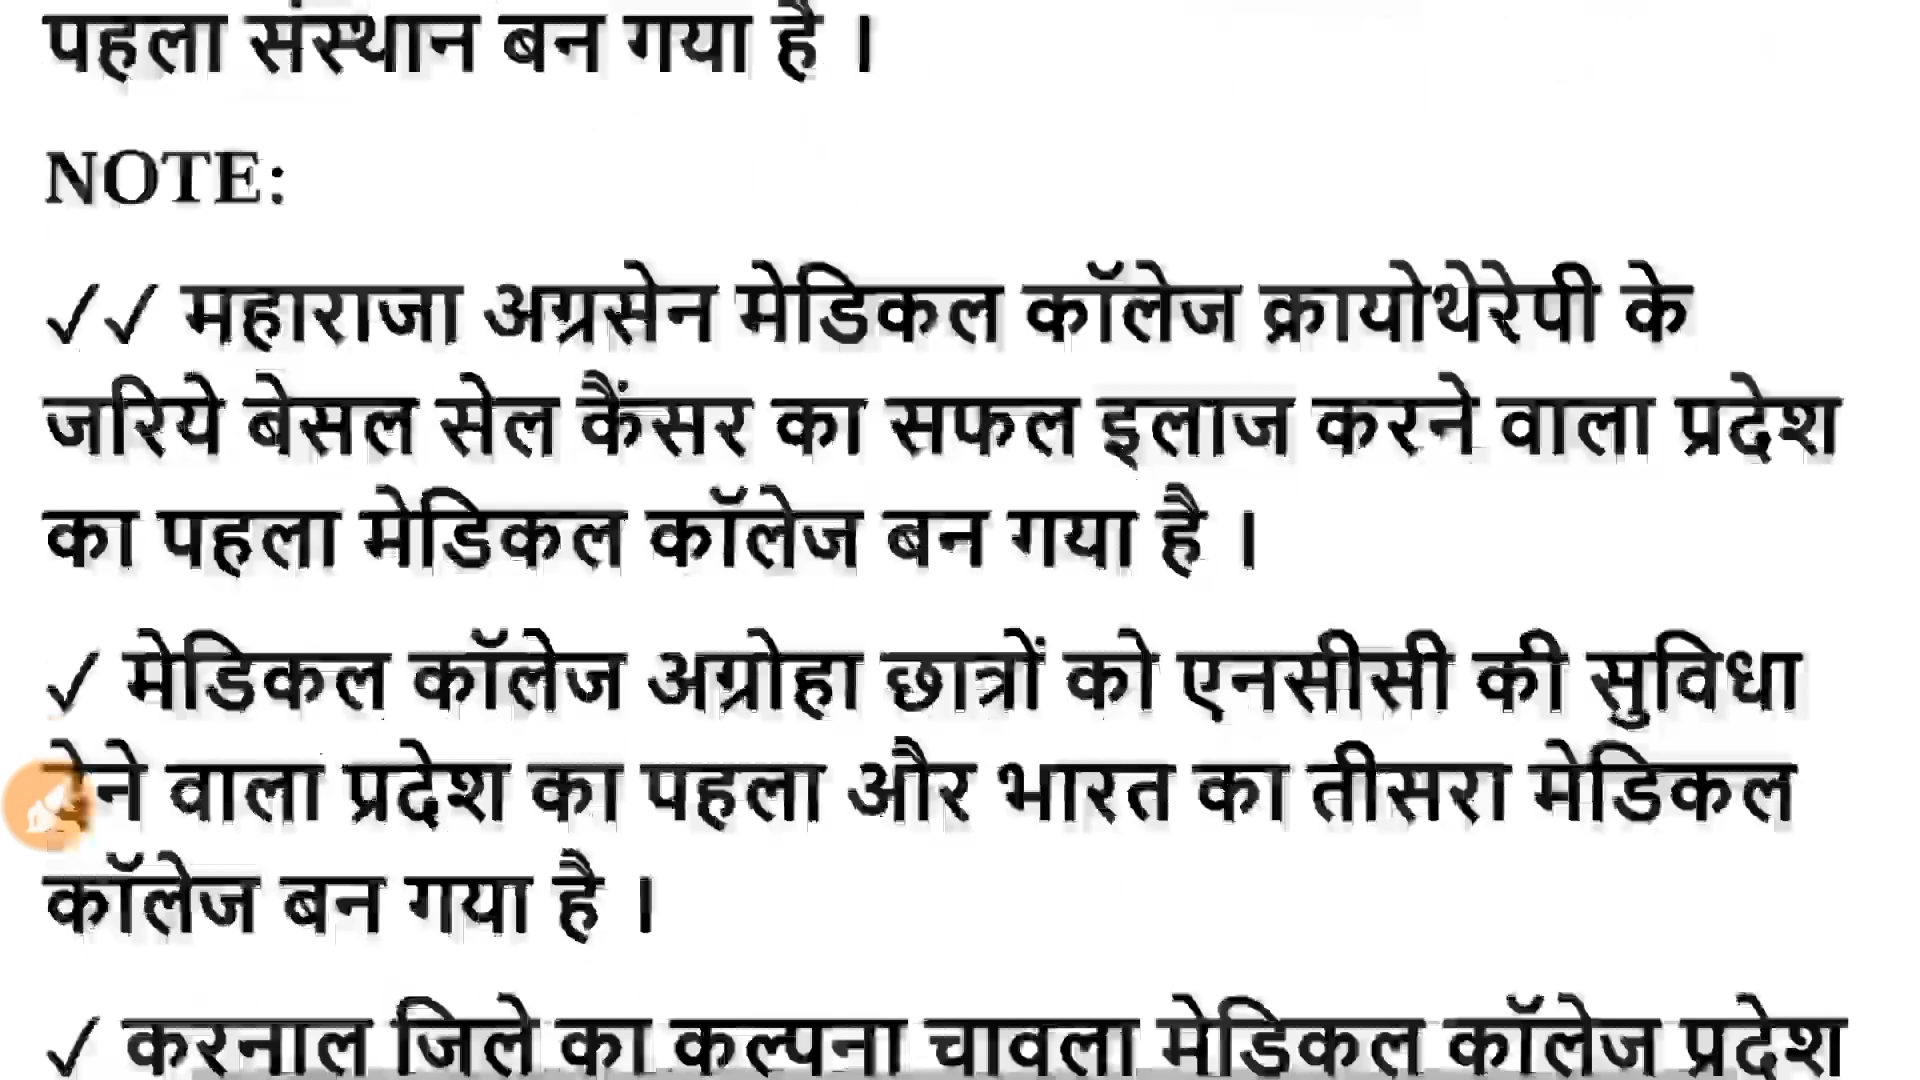 पहला संस्थान बन गया है ।
NOTE:
✓✓ महाराजा अग्रसेन मेडिकल कॉलेज क्रायोथेरेपी के
जरिये बेसल सेल कैंसर का सफल इलाज करने वाला प्रदेश
का पहला मेडिकल कॉलेज बन गया है ।
✓ मेडिकल कॉलेज अग्रोहा छात्रों को एनसीसी की सुविधा
देने वाला प्रदेश का पहला और भारत का तीसरा मेडिकल
कॉलेज बन गया है ।
✓ करनाल जिले का कल्पना चावला मेडिकल कॉलेज प्रदेश